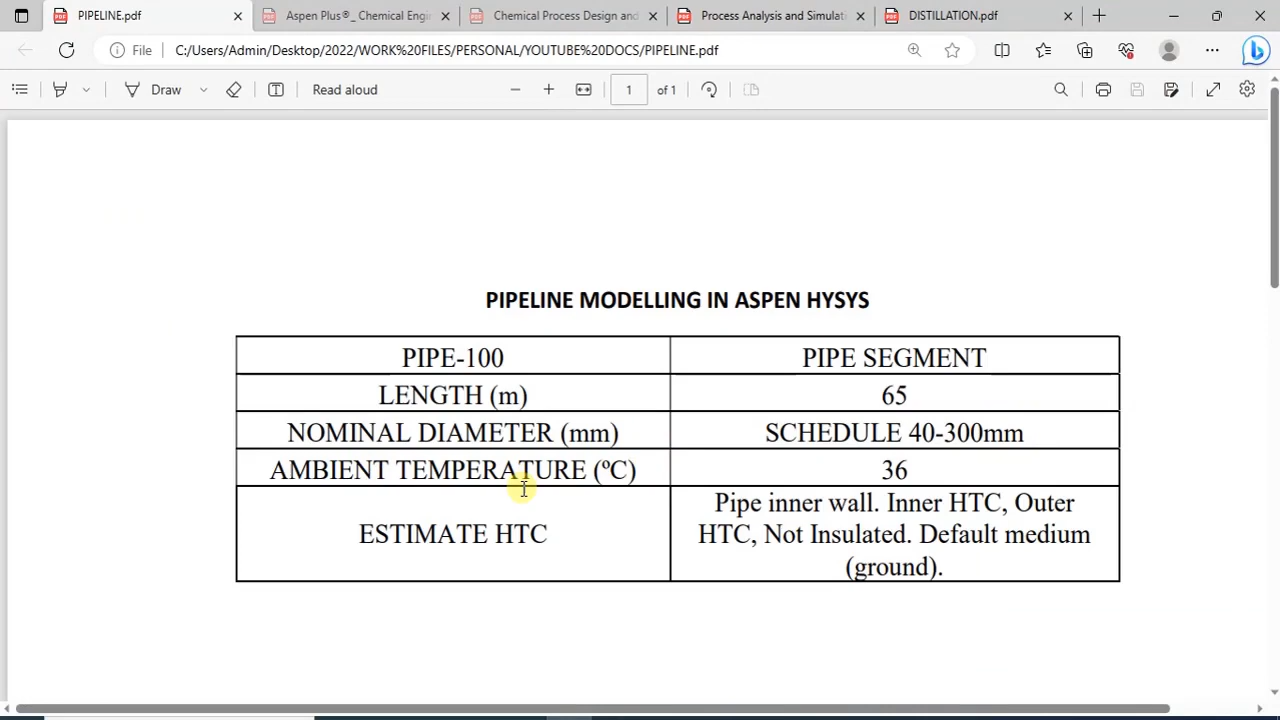 PIPELINE.pdf
Aspen Plus®_ Chemical Engi
Chemical Process Design and
Process Analysis and Simulat
DISTILLATION.pdf
File
C:/Users/Admin/Desktop/2022/WORK%20FILES/PERSONAL/YOUTUBE%20DOCS/PIPELINE.pdf
Draw
Read aloud
1
of 1
PIPELINE MODELLING IN ASPEN HYSYS
PIPE-100
PIPE SEGMENT
LENGTH (m)
65
NOMINAL DIAMETER (mm)
SCHEDULE 40-300mm
AMBIENT TEMPERATURE (ºC)
36
ESTIMATE HTC
Pipe inner wall. Inner HTC, Outer
HTC, Not Insulated. Default medium
(ground).